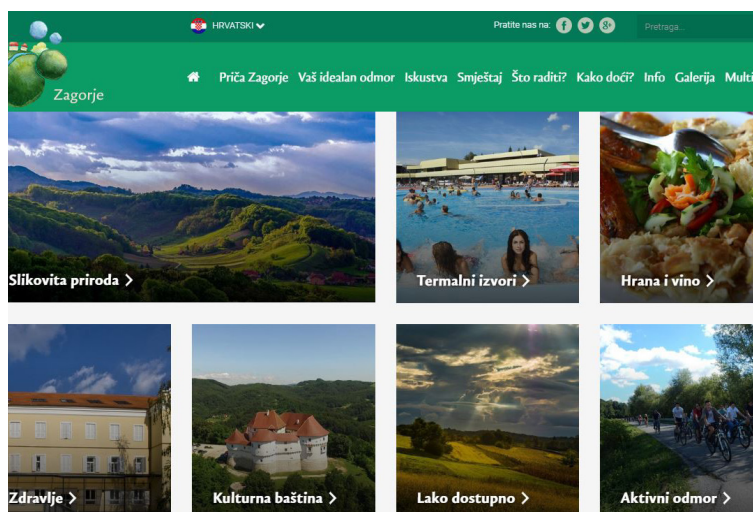 HRVATSKI
Pratite nas na:
Pretraga...
Zagorje
Priča Zagorje Vaš idealan odmor Iskustva Smještaj Što raditi? Kako doći? Info Galerija Multi
Slikovita priroda >
Termalni izvori >
Hrana i vino >
Zdravlje >
Kulturna baština >
Lako dostupno >
Aktivni odmor >